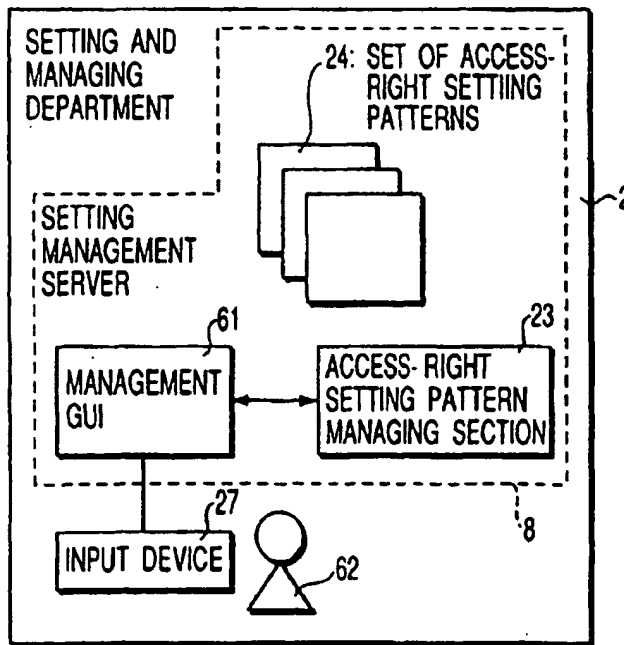 SETTING AND
MANAGING
DEPARTMENT
24: SET OF ACCESS-
RIGHT SETTIING
PATTERNS
2
SETTING
MANAGEMENT
SERVER
61
MANAGEMENT
GUI
23
ACCESS-RIGHT
SETTING PATTERN
MANAGING SECTION
8
27
INPUT DEVICE
62